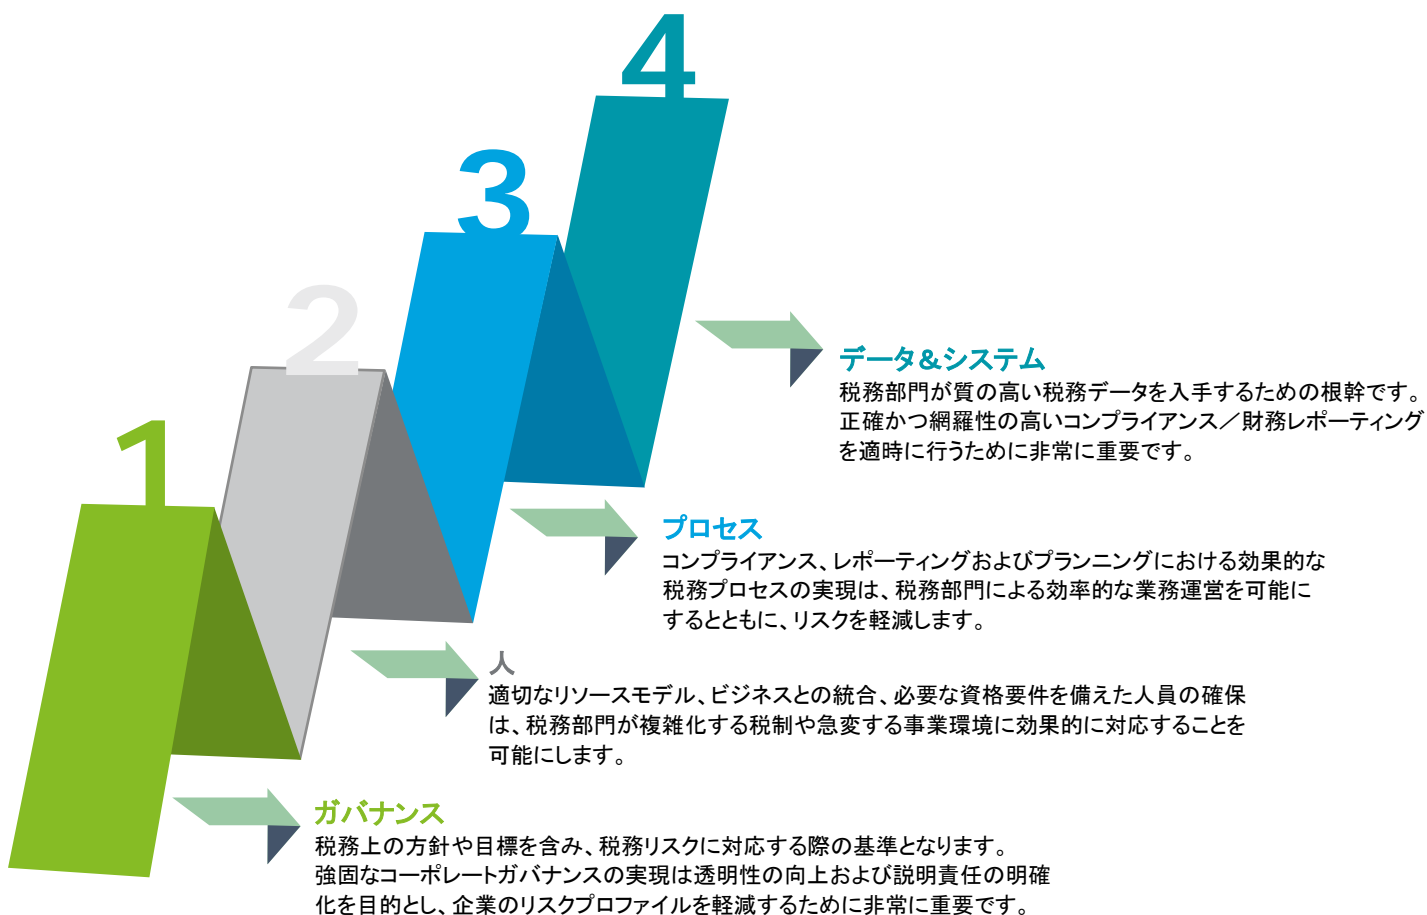 4
3
2
1
データ&システム
税務部門が質の高い税務データを入手するための根幹です。
正確かつ網羅性の高いコンプライアンス／財務レポーティング
を適時に行うために非常に重要です。
プロセス
コンプライアンス、レポーティングおよびプランニングにおける効果的な
税務プロセスの実現は、税務部門による効率的な業務運営を可能に
するとともに、リスクを軽減します。
人
適切なリソースモデル、ビジネスとの統合、必要な資格要件を備えた人員の確保
は、税務部門が複雑化する税制や急変する事業環境に効果的に対応することを
可能にします。
ガバナンス
税務上の方針や目標を含み、税務リスクに対応する際の基準となります。
強固なコーポレートガバナンスの実現は透明性の向上および説明責任の明確
化を目的とし、企業のリスクプロファイルを軽減するために非常に重要です。